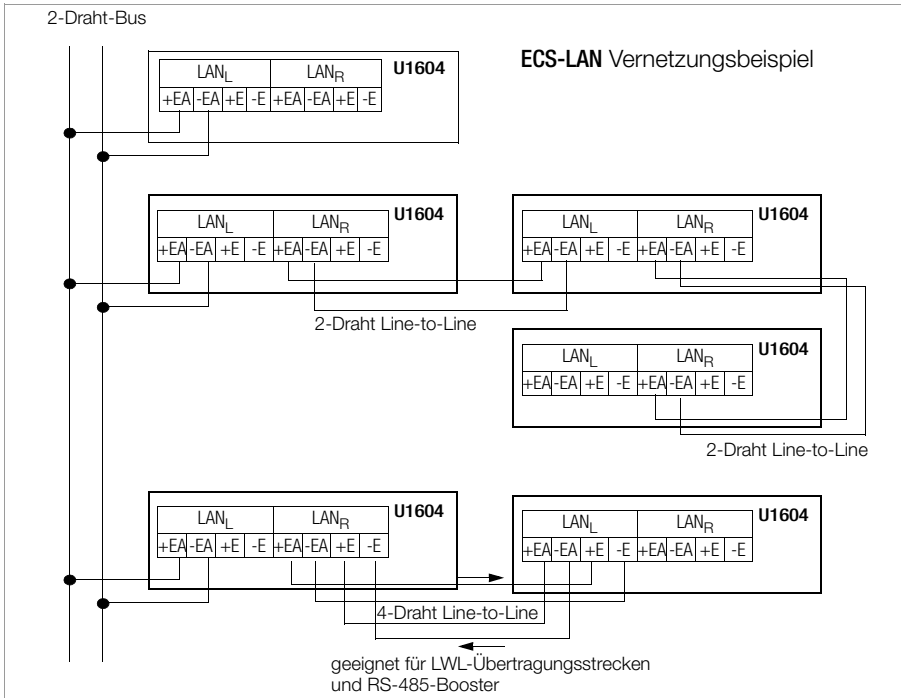 2-Draht-Bus
ECS-LAN Vernetzungsbeispiel
LANL LANR U1604
+EA -EA +E -E +EA -EA +E -E
LANL LANR U1604
+EA -EA +E -E +EA -EA +E -E
LANL LANR U1604
+EA -EA +E -E +EA -EA +E -E
2-Draht Line-to-Line
LANL LANR U1604
+EA -EA +E -E +EA -EA +E -E
2-Draht Line-to-Line
LANL LANR U1604
+EA -EA +E -E +EA -EA +E -E
LANL LANR U1604
+EA -EA +E -E +EA -EA +E -E
4-Draht Line-to-Line
geeignet für LWL-Übertragungsstrecken
und RS-485-Booster